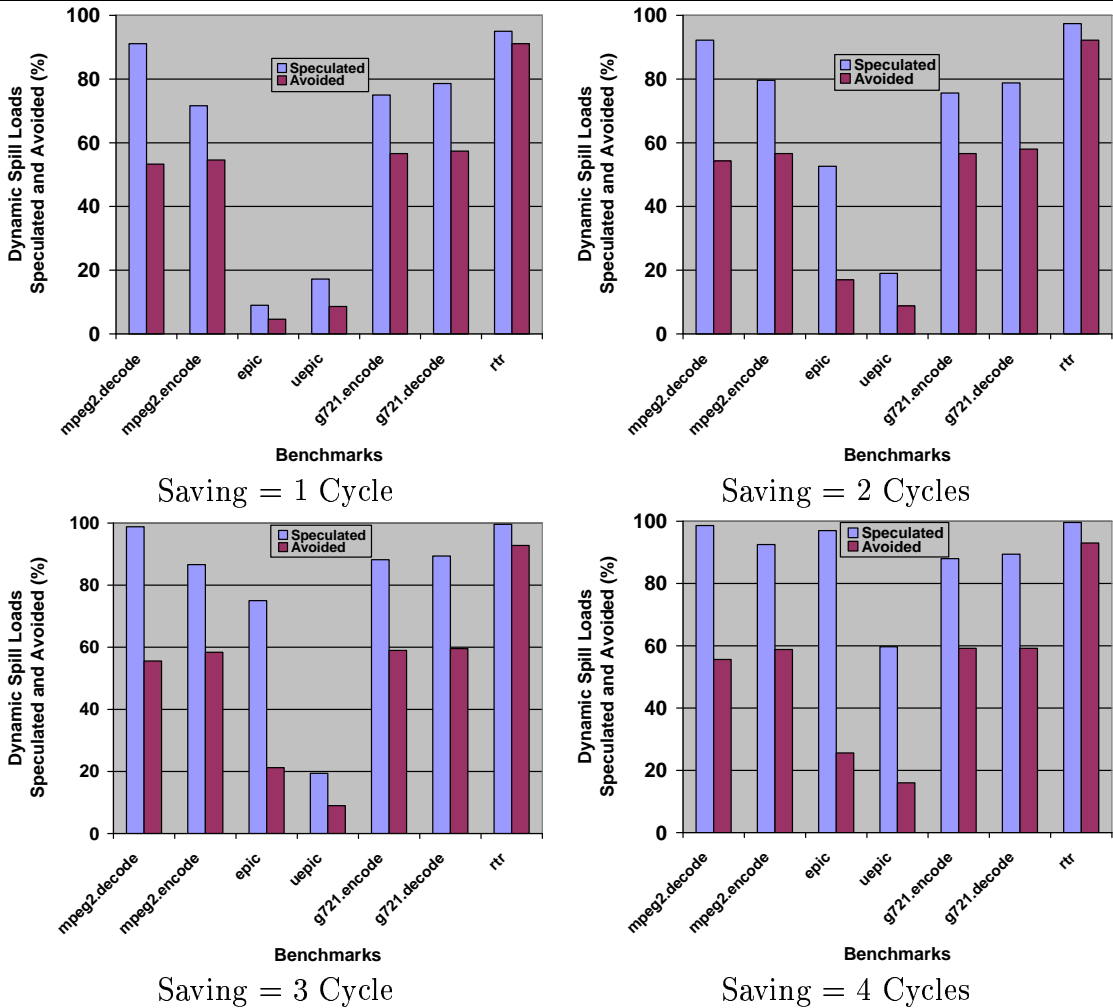 Dynamic Spill Loads
Speculated and Avoided (%)
100
80
60
40
20
0
Speculated
Avoided
mpeg2.decode
mpeg2.encode
epic
uepic
g721.encode
g721.decode
rtr
Benchmarks
Saving = 1 Cycle
Dynamic Spill Loads
Speculated and Avoided (%)
100
80
60
40
20
0
Speculated
Avoided
mpeg2.decode
mpeg2.encode
epic
uepic
g721.encode
g721.decode
rtr
Benchmarks
Saving = 2 Cycles
Dynamic Spill Loads
Speculated and Avoided (%)
100
80
60
40
20
0
Speculated
Avoided
mpeg2.decode
mpeg2.encode
epic
uepic
g721.encode
g721.decode
rtr
Benchmarks
Saving = 3 Cycle
Dynamic Spill Loads
Speculated and Avoided (%)
100
80
60
40
20
0
Speculated
Avoided
mpeg2.decode
mpeg2.encode
epic
uepic
g721.encode
g721.decode
rtr
Benchmarks
Saving = 4 Cycles